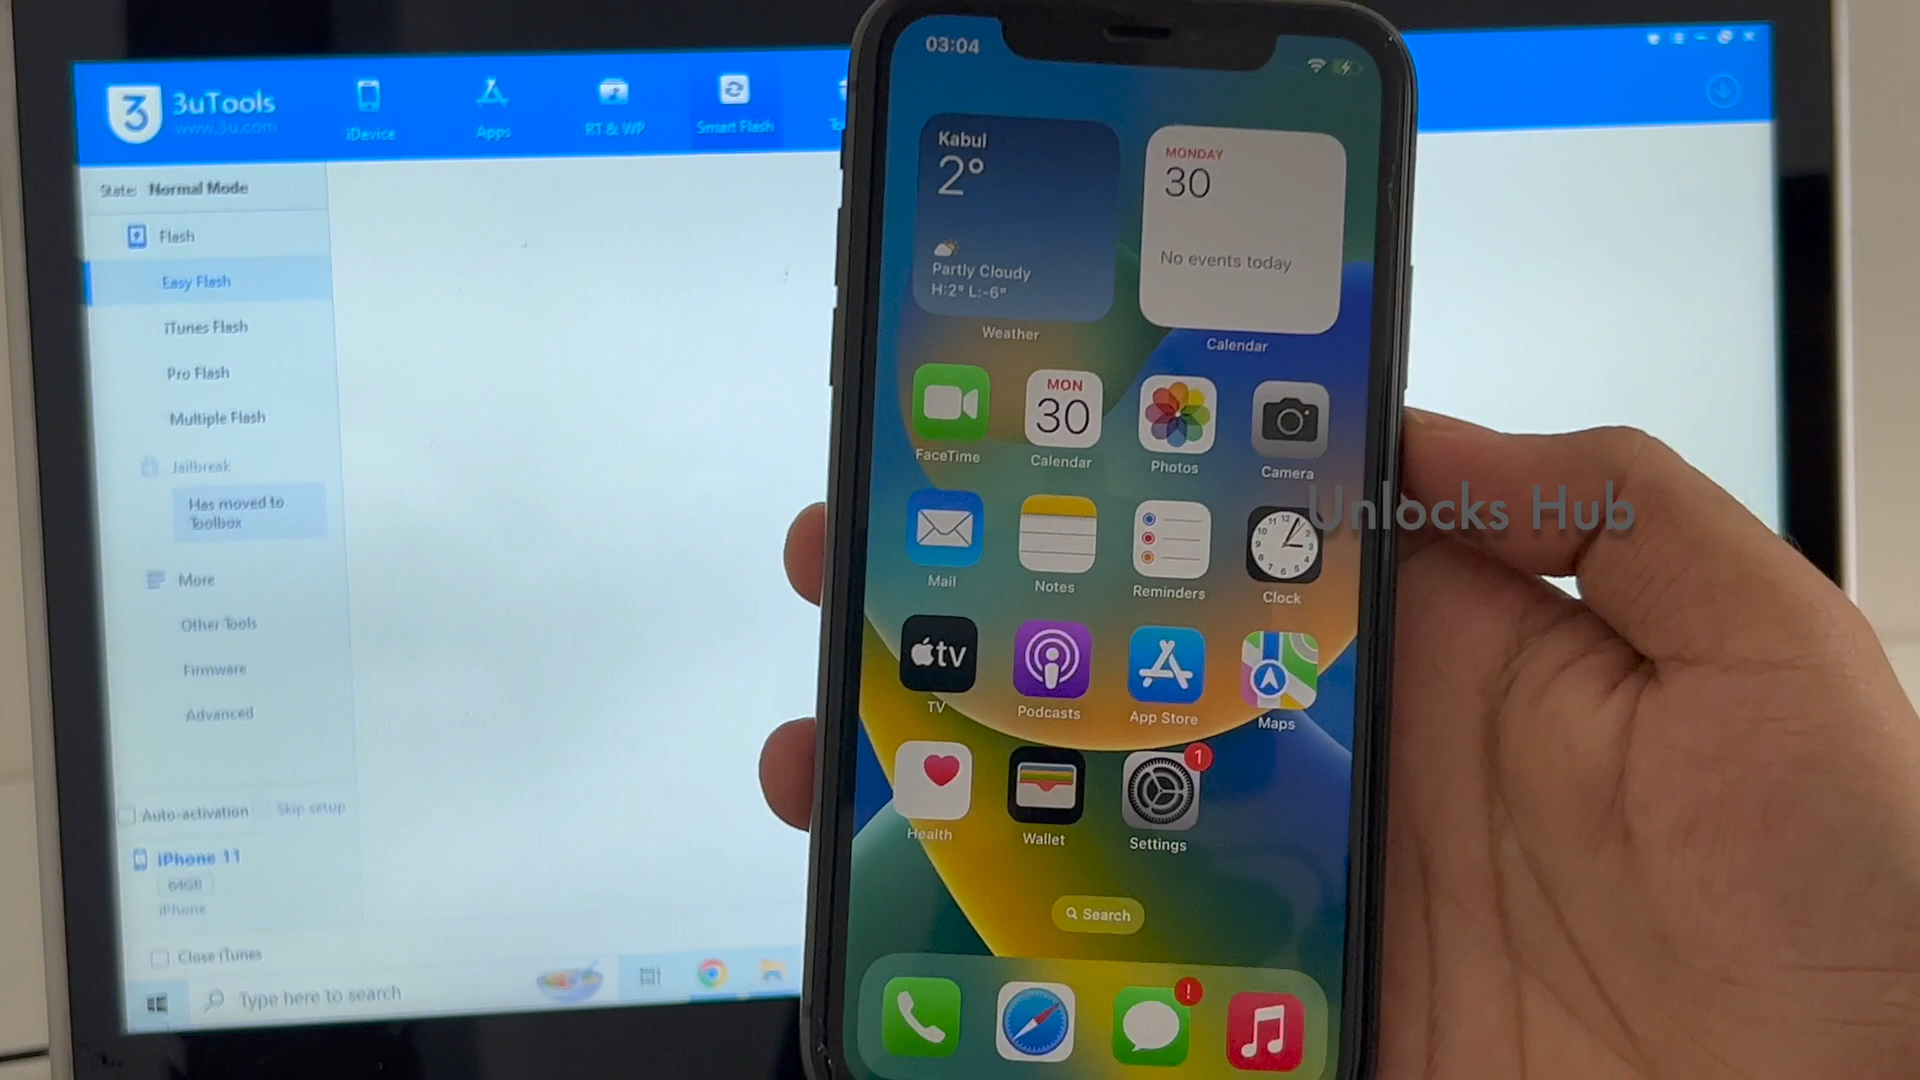 3uTools
www.3u.com
iDevice
Apps
RT & WP
Smart Flash
State: Normal Mode
Flash
Easy Flash
iTunes Flash
Pro Flash
Multiple Flash
Jailbreak
Has moved to
Toolbox
More
Other Tools
Firmware
Advanced
Auto-activation
Skip setup
iPhone 11
64GB
iPhone
Close iTunes
Type here to search
03:04
Kabul
2°
Partly Cloudy
H:2° L:-6°
Weather
MONDAY
30
No events today
Calendar
FaceTime
MON
30
Calendar
Photos
Camera
Mail
Notes
Reminders
Clock
tv
TV
Podcasts
App Store
Maps
Health
Wallet
1
Settings
Search
!
Unlocks Hub